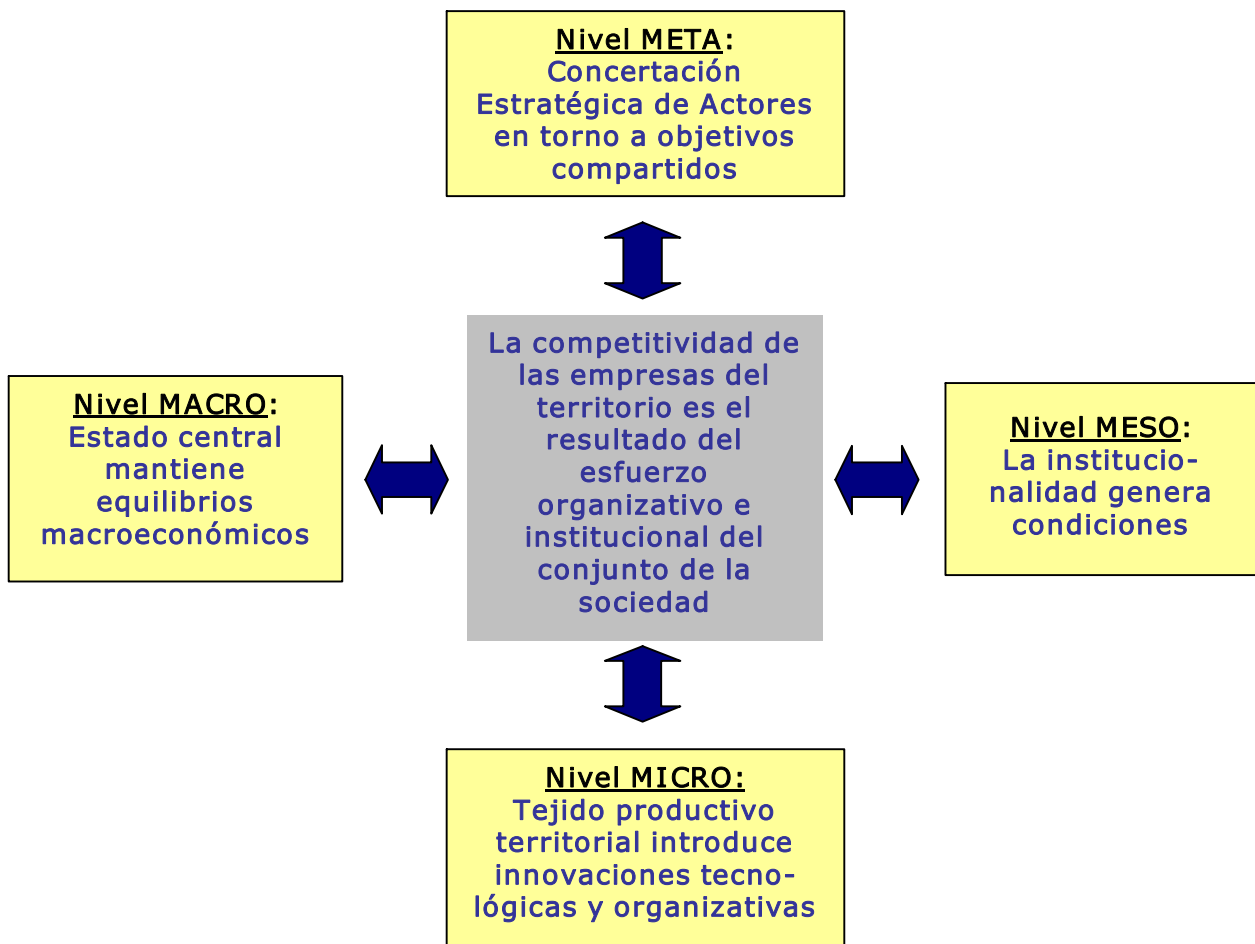 Nivel META:
Concertación
Estratégica de Actores
en torno a objetivos
compartidos
Nivel MACRO:
Estado central
mantiene
equilibrios
macroeconómicos
La competitividad de
las empresas del
territorio es el
resultado del
esfuerzo
organizativo e
institucional del
conjunto de la
sociedad
Nivel MESO:
La institucio-
nalidad genera
condiciones
Nivel MICRO:
Tejido productivo
territorial introduce
innovaciones tecno-
lógicas y organizativas